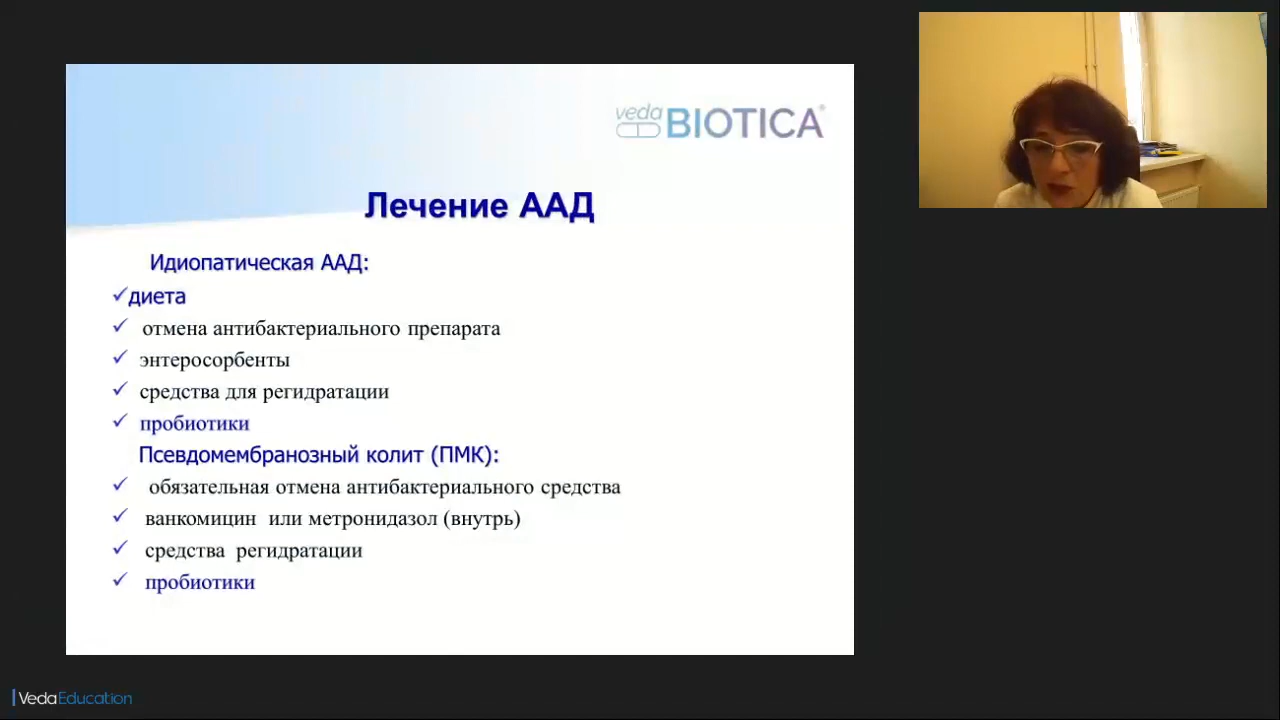 veda BIOTICA®
Лечение ААД
Идиопатическая ААД:
диета
отмена антибактериального препарата
энтеросорбенты
средства для регидратации
пробиотики
Псевдомембранозный колит (ПМК):
обязательная отмена антибактериального средства
ванкомицин или метронидазол (внутрь)
средства регидратации
пробиотики
VedaEducation